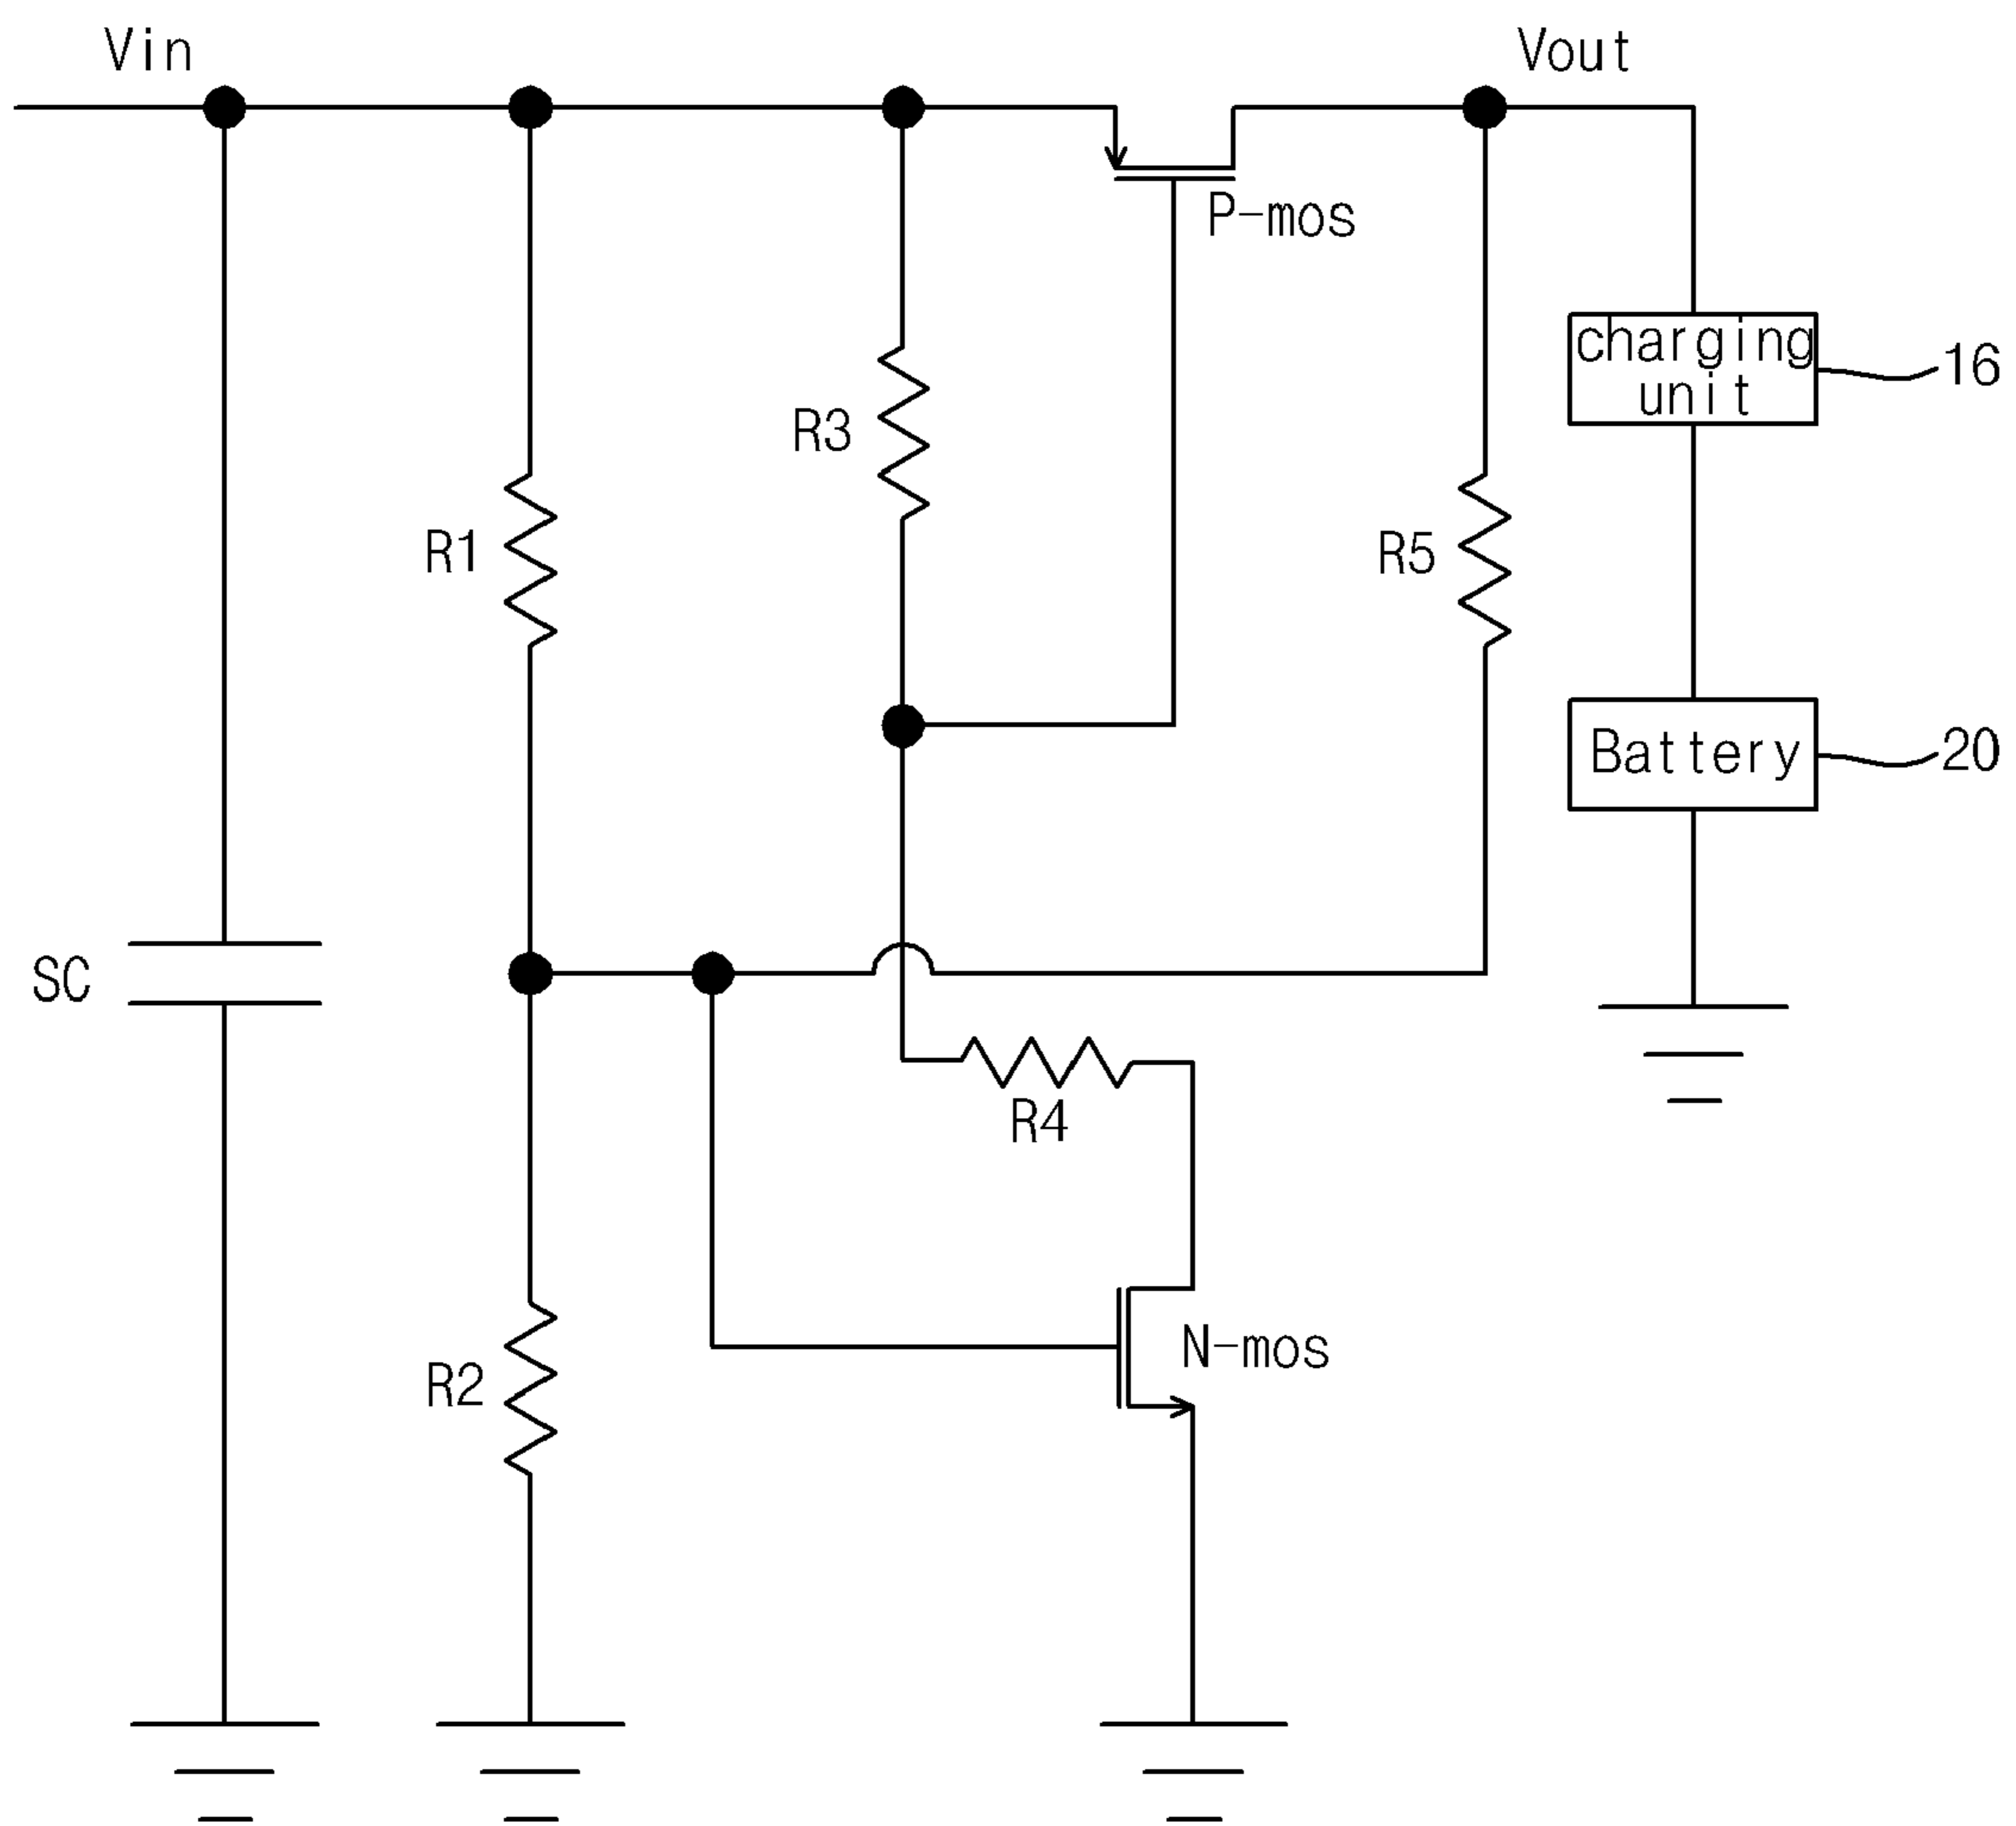 Vin
Vout
P-mos
charging
unit
16
R3
R1
R5
Battery
20
SC
R4
N-mos
R2